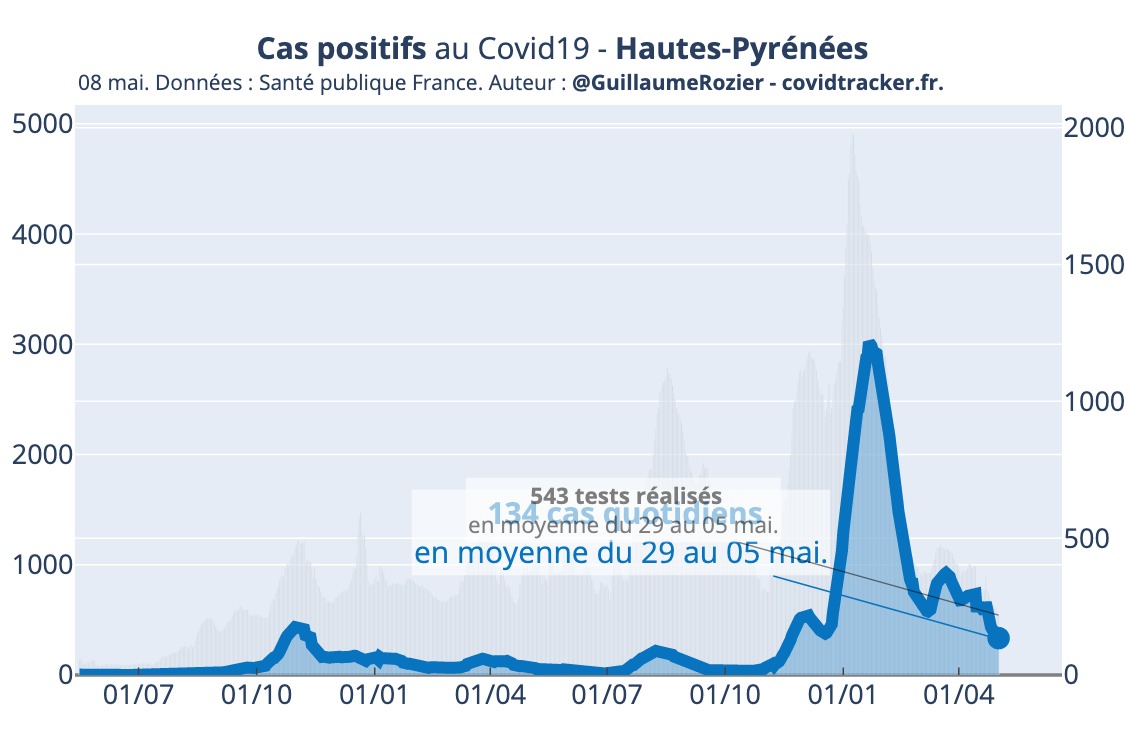 Cas positifs au Covid19 - Hautes-Pyrénées
08 mai. Données : Santé publique France. Auteur : @GuillaumeRozier - covidtracker.fr.
5000
4000
3000
2000
1000
0
2000
1500
1000
500
0
543 tests réalisés
134 cas quotidiens
en moyenne du 29 au 05 mai.
en moyenne du 29 au 05 mai.
01/07 01/10 01/01 01/04 01/07 01/10 01/01 01/04